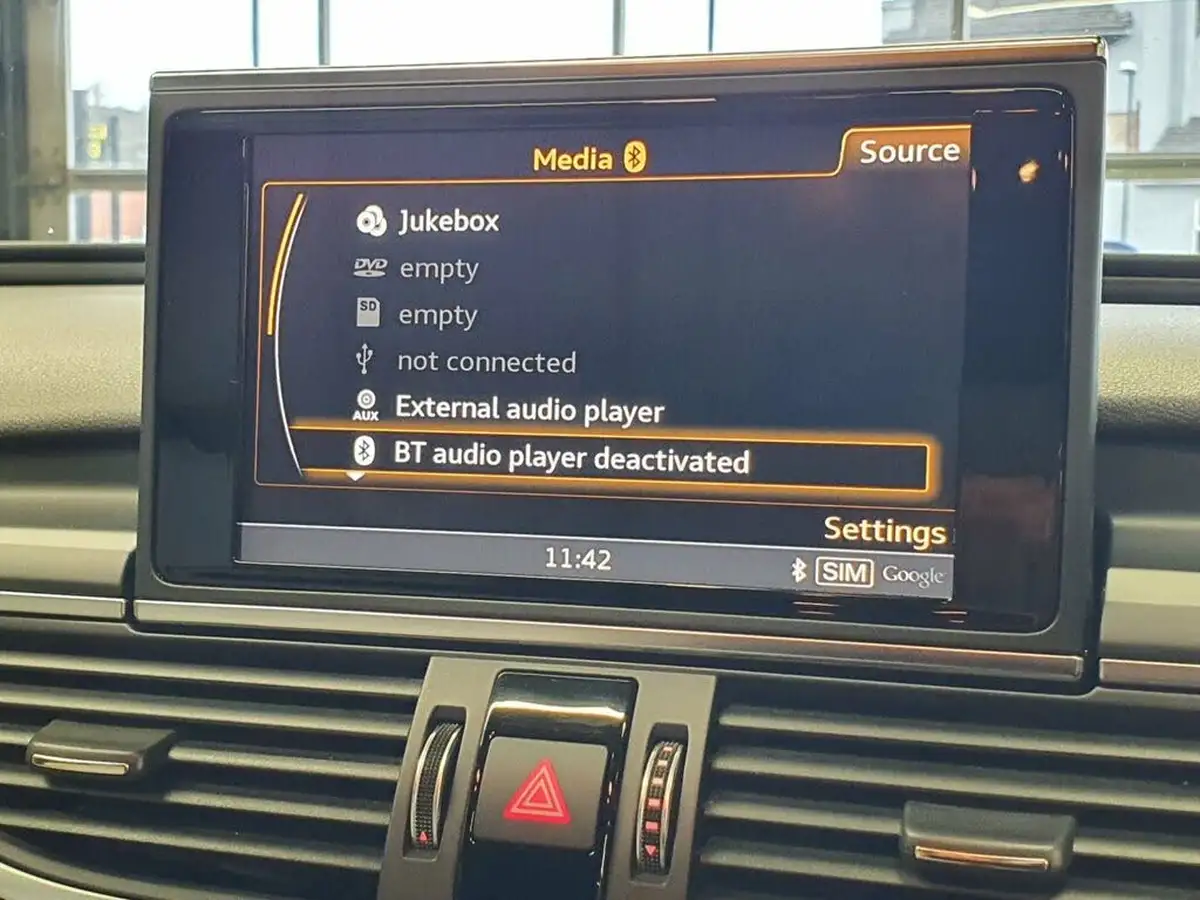 Media
Source
Jukebox
DVD empty
SD empty
not connected
AUX External audio player
BT audio player deactivated
Settings
11:42
SIM Google